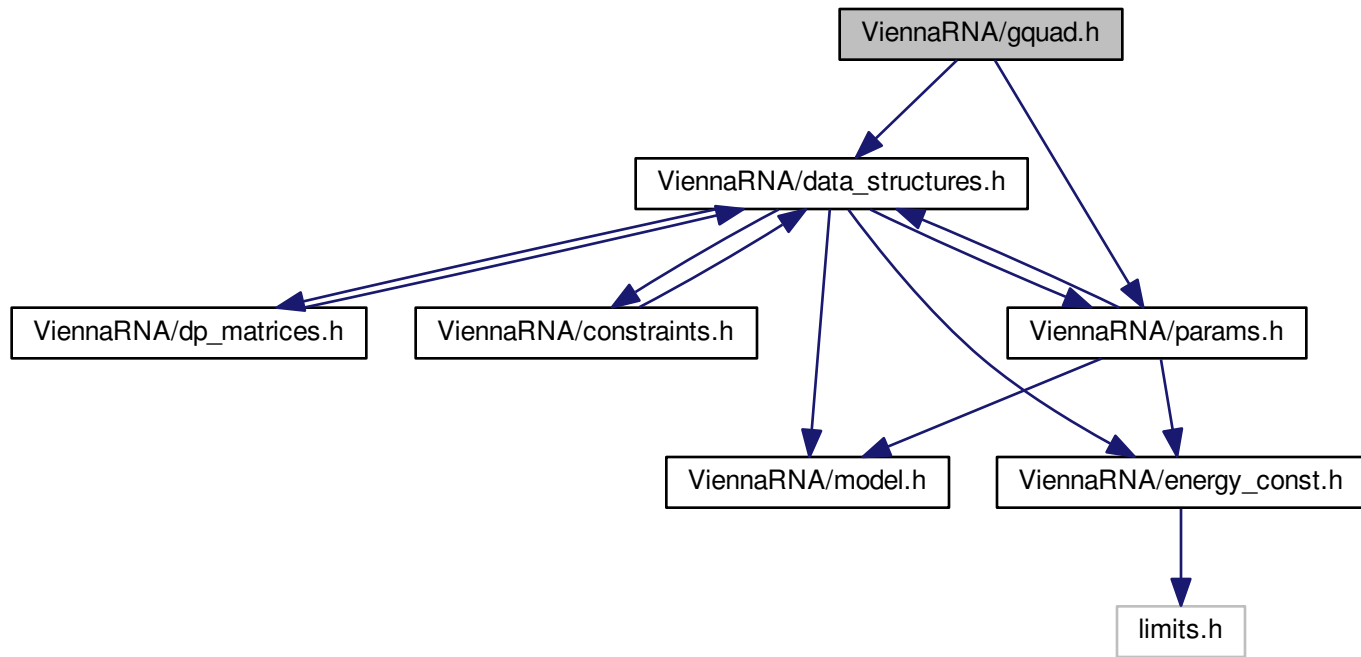 ViennaRNA/gquad.h
ViennaRNA/data_structures.h
ViennaRNA/dp_matrices.h
ViennaRNA/constraints.h
ViennaRNA/params.h
ViennaRNA/model.h
ViennaRNA/energy_const.h
limits.h